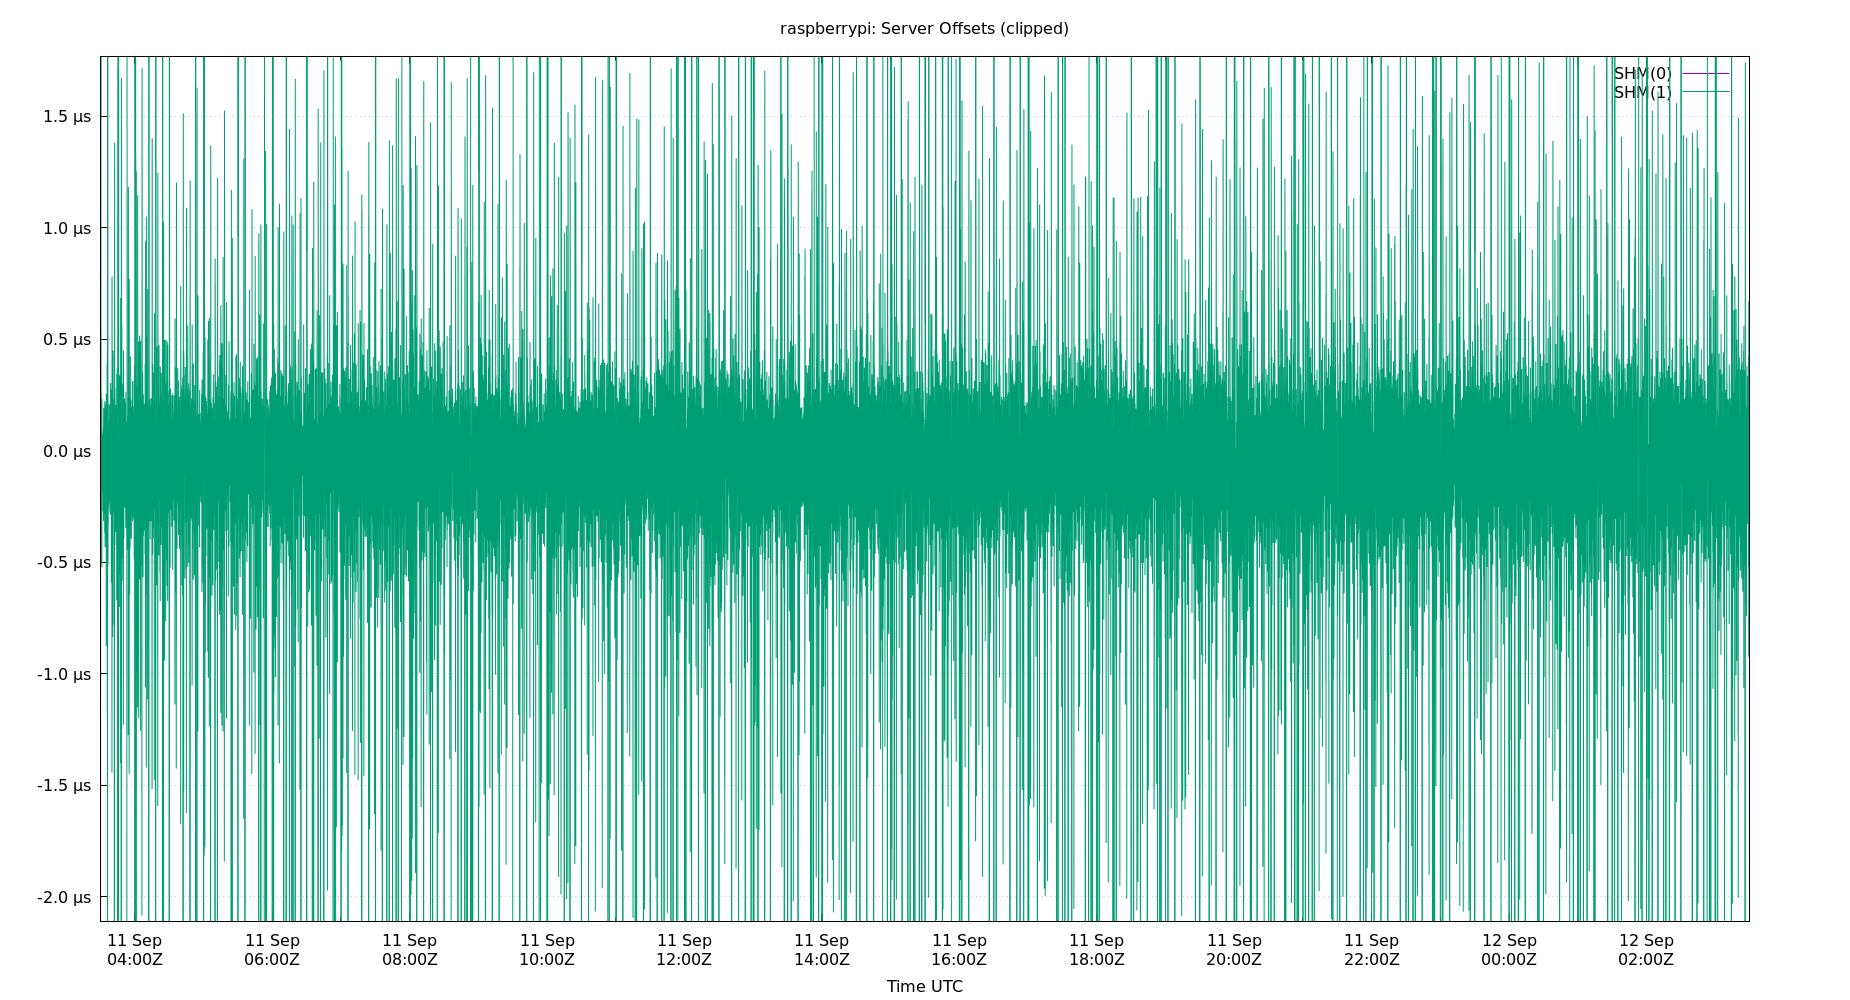 raspberrypi: Server Offsets (clipped)
SHM(0)
SHM(1)
1.5 µs
1.0 µs
0.5 µs
0.0 µs
-0.5 µs
-1.0 µs
-1.5 µs
-2.0 µs
11 Sep 11 Sep 11 Sep 11 Sep 11 Sep 11 Sep 11 Sep 11 Sep 11 Sep 11 Sep 12 Sep 12 Sep
04:00Z 06:00Z 08:00Z 10:00Z 12:00Z 14:00Z 16:00Z 18:00Z 20:00Z 22:00Z 00:00Z 02:00Z
Time UTC